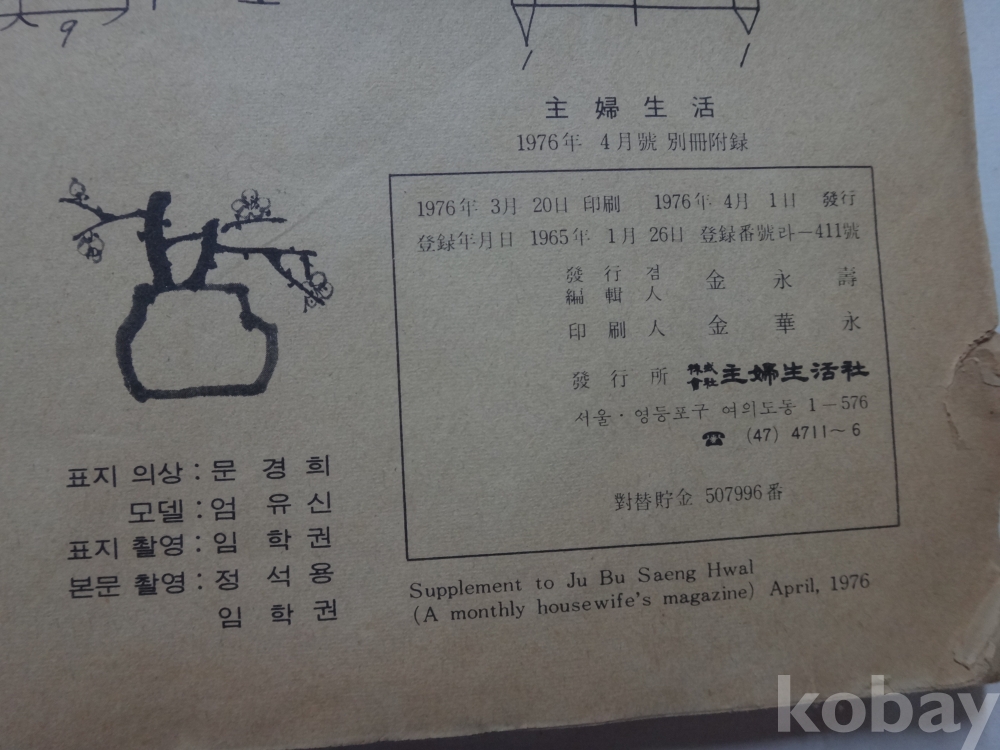 9
主 婦 生 活
1976年 4月號 別冊附録
1976年 3月 20日 印刷 1976年 4月 1日 發行
登録年月日 1965年 1月 26日 登録番號라—411號
發 行 겸
編 輯 人 金 永 壽
印 刷 人 金 華 永
發 行 所 株式會社 主婦生活社
서울·영등포구 여의도동 1—576
☎ (47) 4711~6
對替貯金 507996番
표지 의상 : 문 경 희
모델 : 엄 유 신
표지 촬영 : 임 학 권
본문 촬영 : 정 석 용
임 학 권
Supplement to Ju Bu Saeng Hwal
(A monthly housewife's magazine) April, 1976
kobay